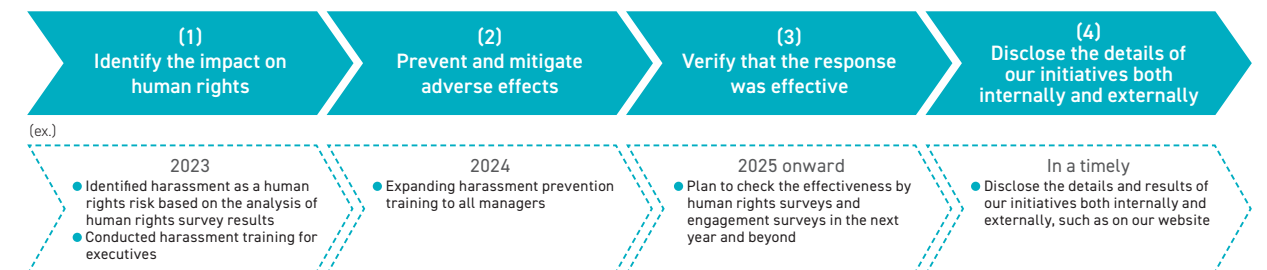 (1)
Identify the impact on
human rights
(2)
Prevent and mitigate
adverse effects
(3)
Verify that the response
was effective
(4)
Disclose the details of
our initiatives both
internally and externally
(ex.)
2023
● Identified harassment as a human
rights risk based on the analysis of
human rights survey results
● Conducted harassment training for
executives
2024
● Expanding harassment prevention
training to all managers
2025 onward
● Plan to check the effectiveness by
human rights surveys and
engagement surveys in the next
year and beyond
In a timely
● Disclose the details and results of
our initiatives both internally and
externally, such as on our website